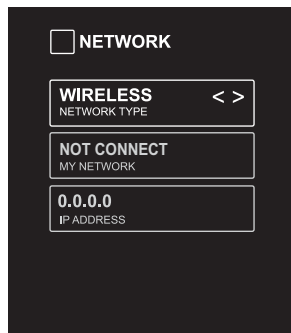 NETWORK
WIRELESS < >
NETWORK TYPE
NOT CONNECT
MY NETWORK
0.0.0.0
IP ADDRESS